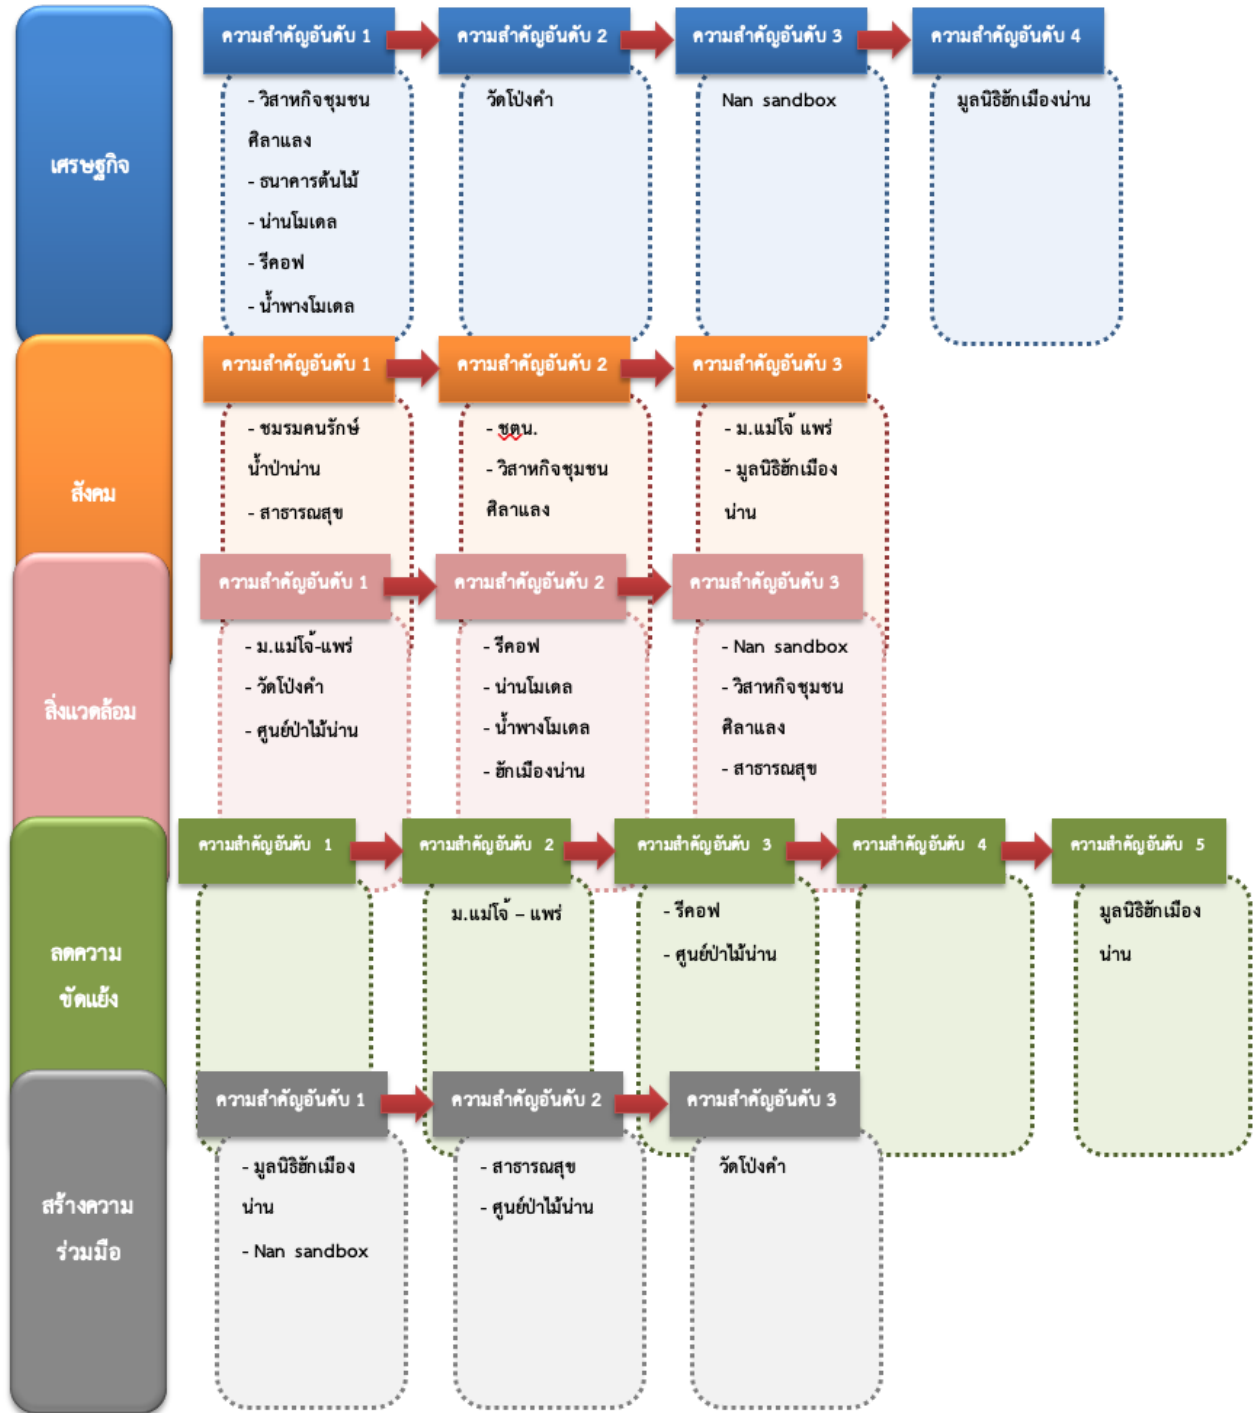 เศรษฐกิจ
ความสำคัญอันดับ 1
ความสำคัญอันดับ 2
ความสำคัญอันดับ 3
ความสำคัญอันดับ 4
- วิสาหกิจชุมชน
ศิลาแลง
- ธนาคารต้นไม้
- น่านโมเดล
- รีคอฟ
- น้ำพางโมเดล
วัดโป่งคำ
Nan sandbox
มูลนิธิฮักเมืองน่าน
สังคม
ความสำคัญอันดับ 1
ความสำคัญอันดับ 2
ความสำคัญอันดับ 3
- ชมรมคนรักษ์
น้ำป่าน่าน
- สาธารณสุข
- ชตน.
- วิสาหกิจชุมชน
ศิลาแลง
- ม.แม่โจ้ แพร่
- มูลนิธิฮักเมือง
น่าน
สิ่งแวดล้อม
ความสำคัญอันดับ 1
ความสำคัญอันดับ 2
ความสำคัญอันดับ 3
- ม.แม่โจ้-แพร่
- วัดโป่งคำ
- ศูนย์ป่าไม้น่าน
- รีคอฟ
- น่านโมเดล
- น้ำพางโมเดล
- ฮักเมืองน่าน
- Nan sandbox
- วิสาหกิจชุมชน
ศิลาแลง
- สาธารณสุข
ลดความ
ขัดแย้ง
ความสำคัญอันดับ 1
ความสำคัญอันดับ 2
ความสำคัญอันดับ 3
ความสำคัญอันดับ 4
ความสำคัญอันดับ 5
ม.แม่โจ้ – แพร่
- รีคอฟ
- ศูนย์ป่าไม้น่าน
มูลนิธิฮักเมือง
น่าน
สร้างความ
ร่วมมือ
ความสำคัญอันดับ 1
ความสำคัญอันดับ 2
ความสำคัญอันดับ 3
- มูลนิธิฮักเมือง
น่าน
- Nan sandbox
- สาธารณสุข
- ศูนย์ป่าไม้น่าน
วัดโป่งคำ